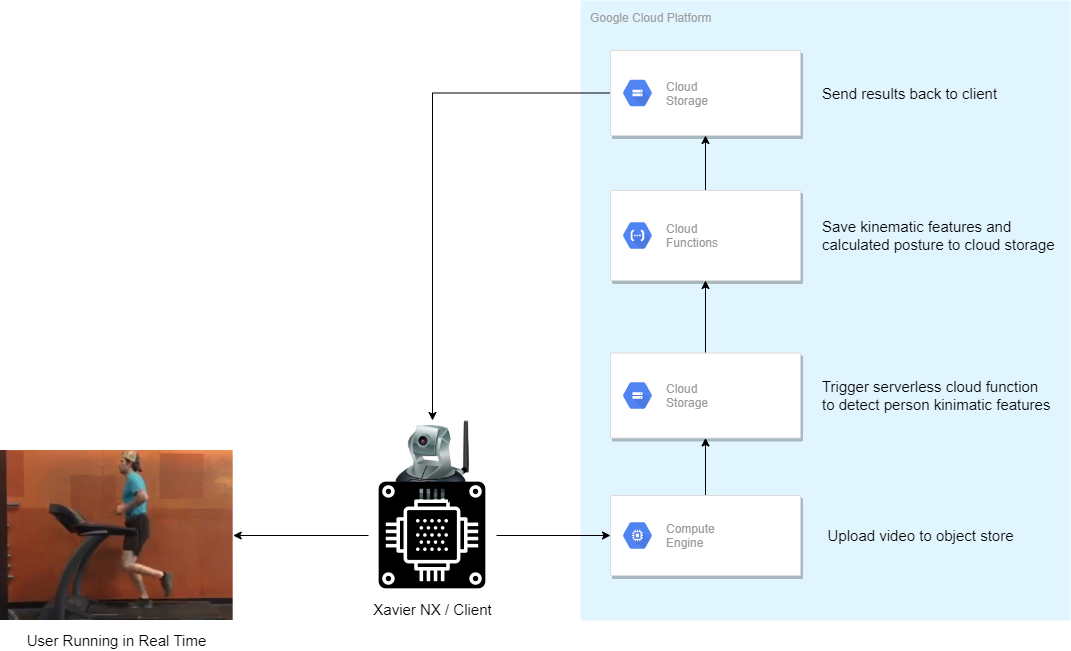 Google Cloud Platform
Cloud
Storage
Send results back to client
Cloud
Functions
Save kinematic features and
calculated posture to cloud storage
Cloud
Storage
Trigger serverless cloud function
to detect person kinimatic features
Compute
Engine
Upload video to object store
Xavier NX / Client
User Running in Real Time